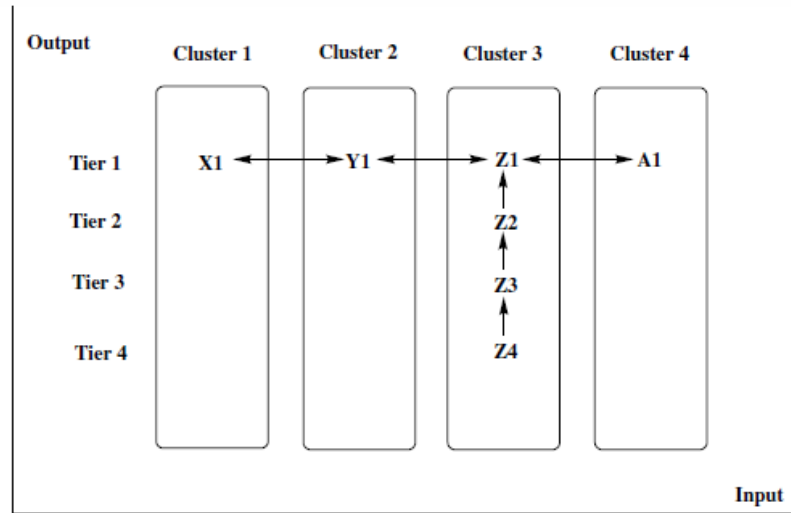 Output
Cluster 1 Cluster 2 Cluster 3 Cluster 4
Tier 1 X1 Y1 Z1 A1
Tier 2 Z2
Tier 3 Z3
Tier 4 Z4
Input